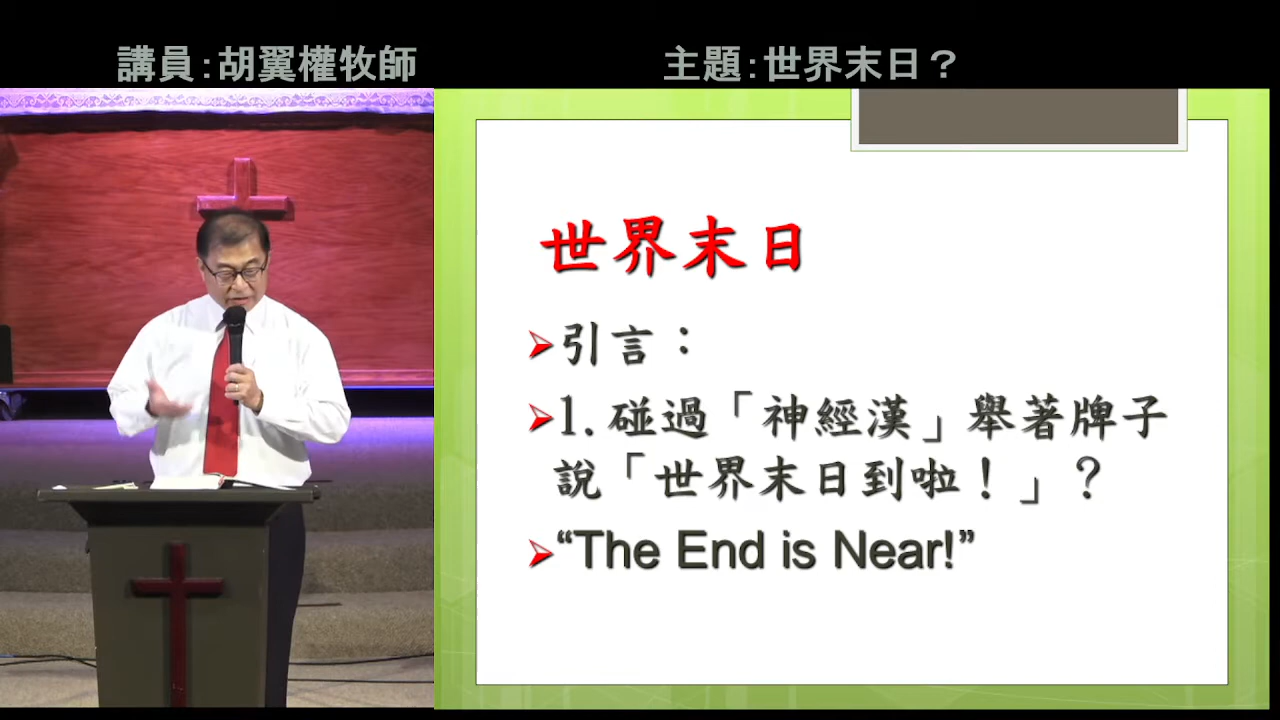 講員:胡翼權牧師
主題:世界末日？
世界末日
引言：
1.碰過「神經漢」舉著牌子
說「世界末日到啦！」？
“The End is Near!”